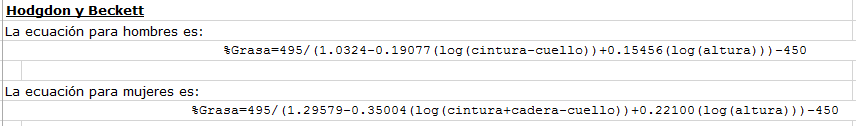 Hodgdon y Beckett
La ecuación para hombres es:
%Grasa=495/(1.0324-0.19077(log(cintura-cuello))+0.15456(log(altura)))-450
La ecuación para mujeres es:
%Grasa=495/(1.29579-0.35004(log(cintura+cadera-cuello))+0.22100(log(altura)))-450